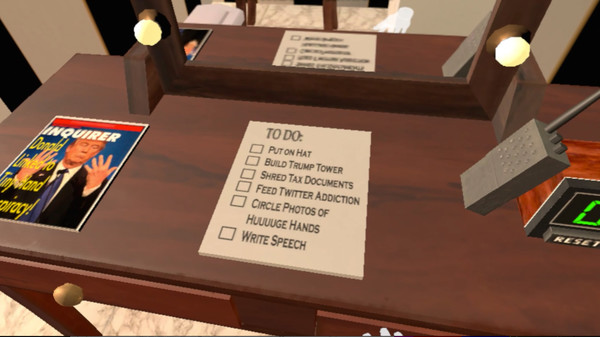 INQUIRER
Donald
Tiny Hand
TO DO:
PUT ON HAT
BUILD TRUMP TOWER
SHRED TAX DOCUMENTS
FEED TWITTER ADDICTION
CIRCLE PHOTOS OF
HUUUUGE HANDS
WRITE SPEECH
RESET